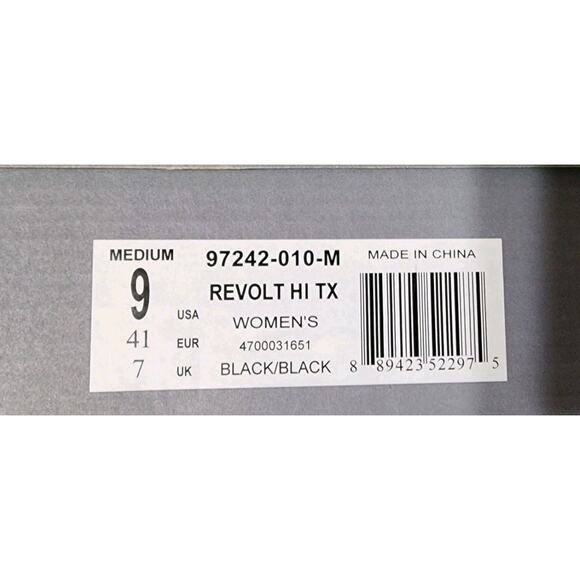 MEDIUM
9 USA
41 EUR
7 UK
97242-010-M
REVOLT HI TX
WOMEN'S
4700031651
BLACK/BLACK
MADE IN CHINA
8 89423 52297 5